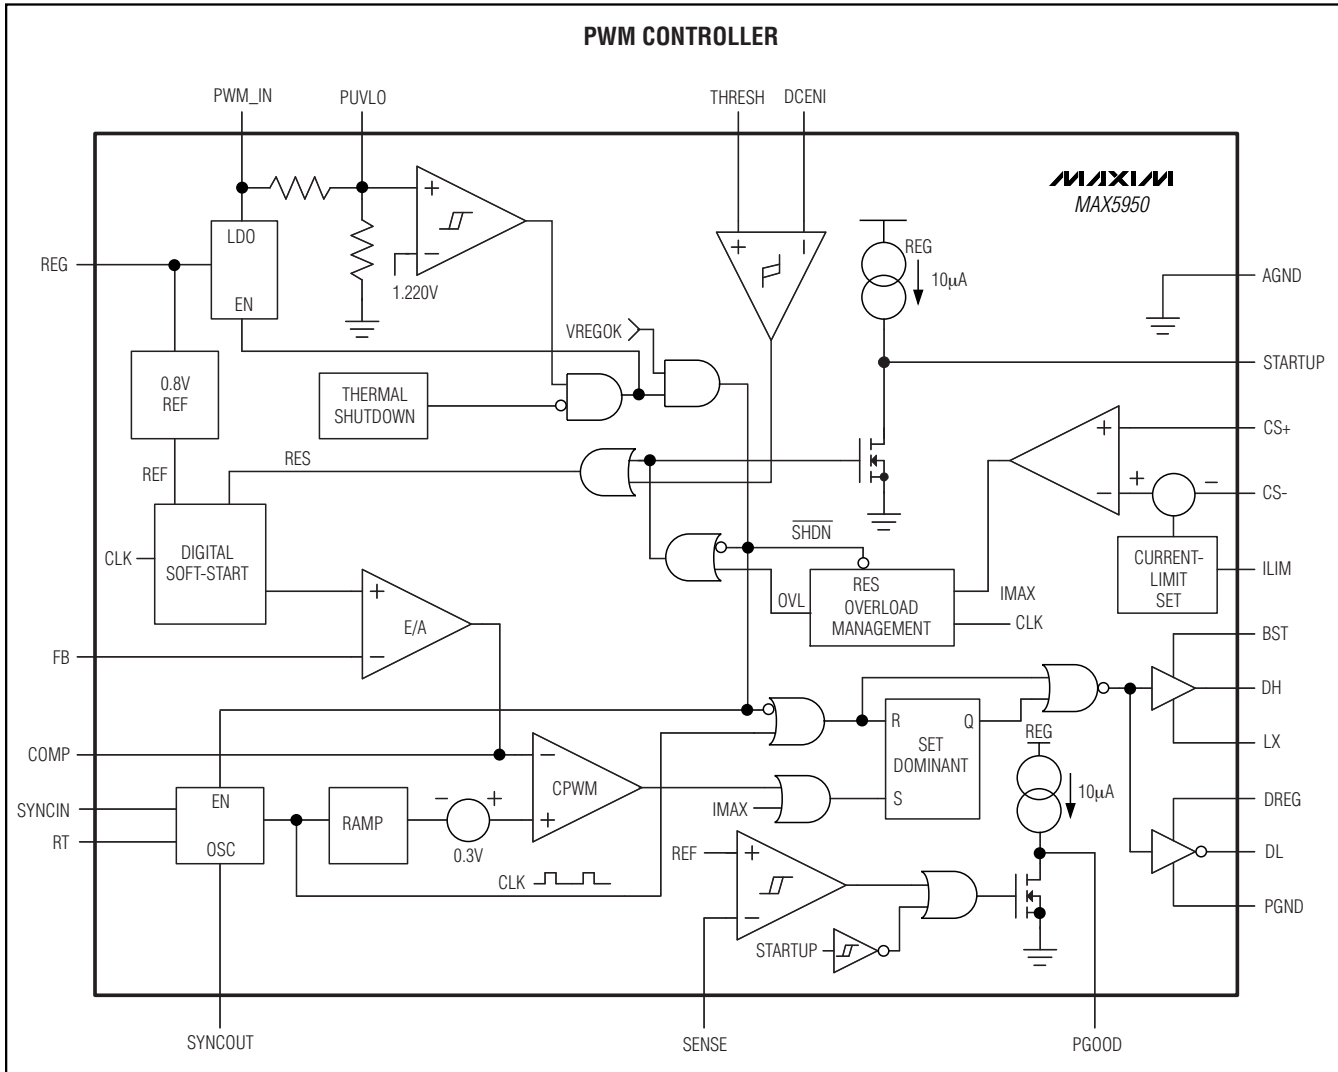 PWM CONTROLLER
PWM_IN
PUVLO
THRESH
DCENI
MAXIM
MAX5950
LDO
EN
REG
+
−
1.220V
+
−
REG
10µA
AGND
VREGOK
STARTUP
0.8V
REF
THERMAL
SHUTDOWN
REF
RES
CS+
CS-
+
−
+
−
CLK
DIGITAL
SOFT-START
SHDN
OVL
RES
OVERLOAD
MANAGEMENT
IMAX
CLK
CURRENT-
LIMIT
SET
ILIM
+
−
E/A
FB
BST
DH
LX
COMP
−
+
CPWM
R
Q
S
SET
DOMINANT
REG
10µA
SYNCIN
RT
EN
OSC
RAMP
−
+
0.3V
IMAX
DREG
DL
PGND
CLK
REF
+
−
STARTUP
SYNCOUT
SENSE
PGOOD